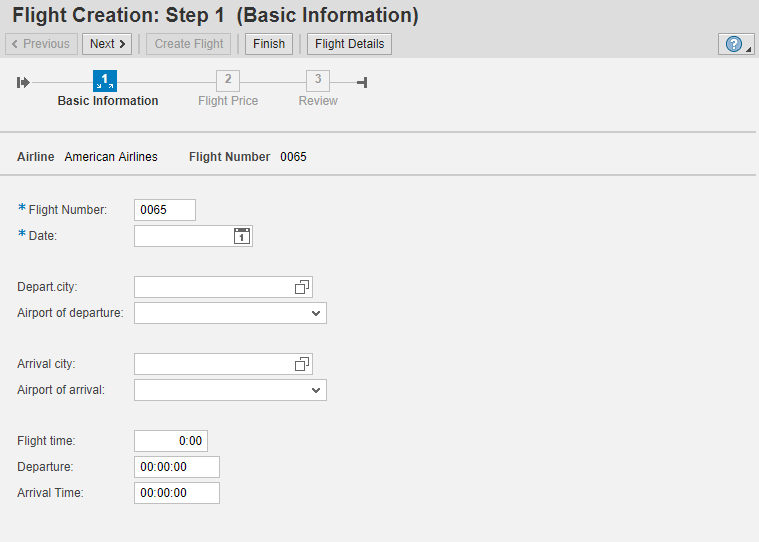 Flight Creation: Step 1 (Basic Information)
Previous Next Create Flight Finish Flight Details ?
1 2 3
Basic Information Flight Price Review
Airline American Airlines Flight Number 0065
* Flight Number: 0065
* Date: 1
Depart.city:
Airport of departure:
Arrival city:
Airport of arrival:
Flight time: 0:00
Departure: 00:00:00
Arrival Time: 00:00:00